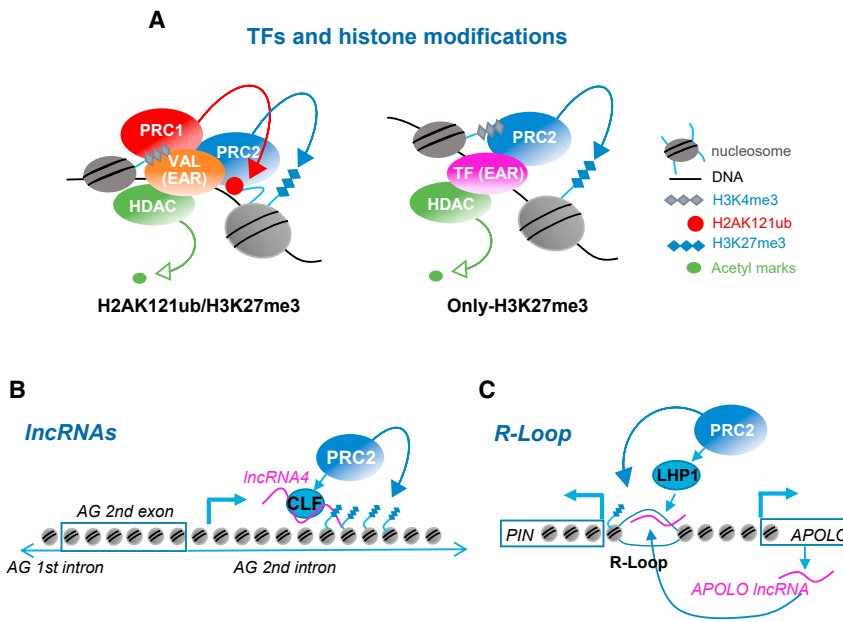 A
TFs and histone modifications
PRC1
VAL
(EAR)
PRC2
HDAC
H2AK121ub/H3K27me3
PRC2
TF (EAR)
HDAC
Only-H3K27me3
nucleosome
DNA
H3K4me3
H2AK121ub
H3K27me3
Acetyl marks
B
lncRNAs
PRC2
lncRNA4
CLF
AG 2nd exon
AG 1st intron
AG 2nd intron
C
R-Loop
PRC2
LHP1
PIN
R-Loop
APOLO
APOLO lncRNA